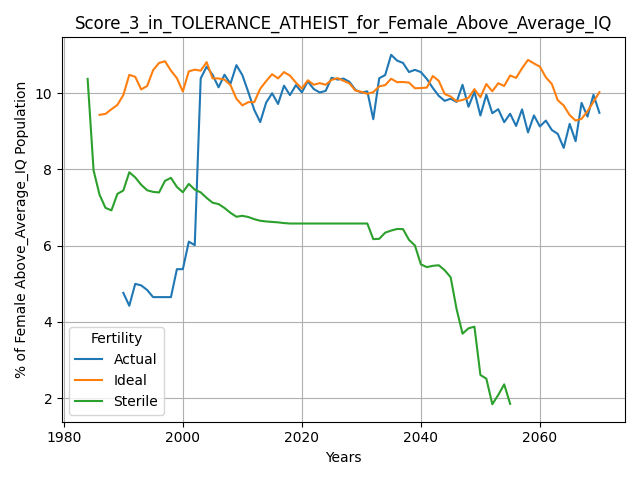 Score_3_in_TOLERANCE_ATHEIST_for_Female_Above_Average_IQ
% of Female Above_Average_IQ Population
10
8
6
4
2
Fertility
Actual
Ideal
Sterile
1980
2000
2020
2040
2060
Years